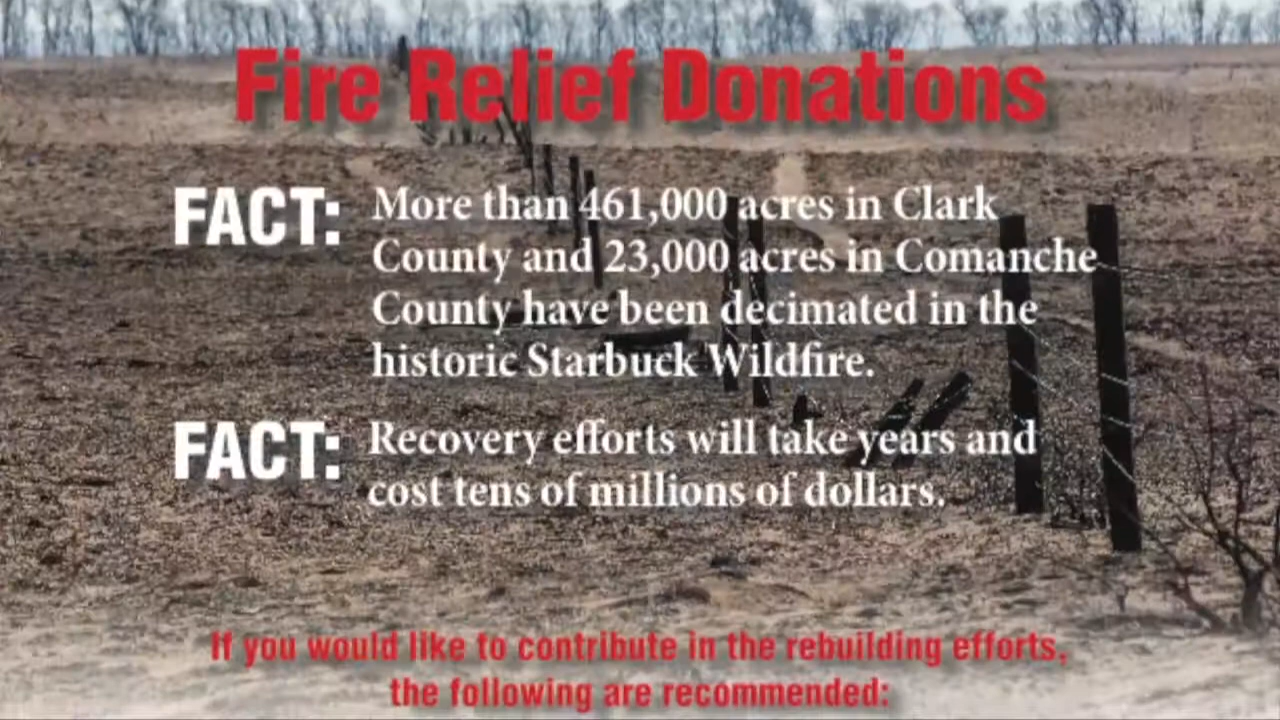 Fire Relief Donations
FACT: More than 461,000 acres in Clark
County and 23,000 acres in Comanche
County have been decimated in the
historic Starbuck Wildfire.
FACT: Recovery efforts will take years and
cost tens of millions of dollars.
If you would like to contribute in the rebuilding efforts,
the following are recommended: